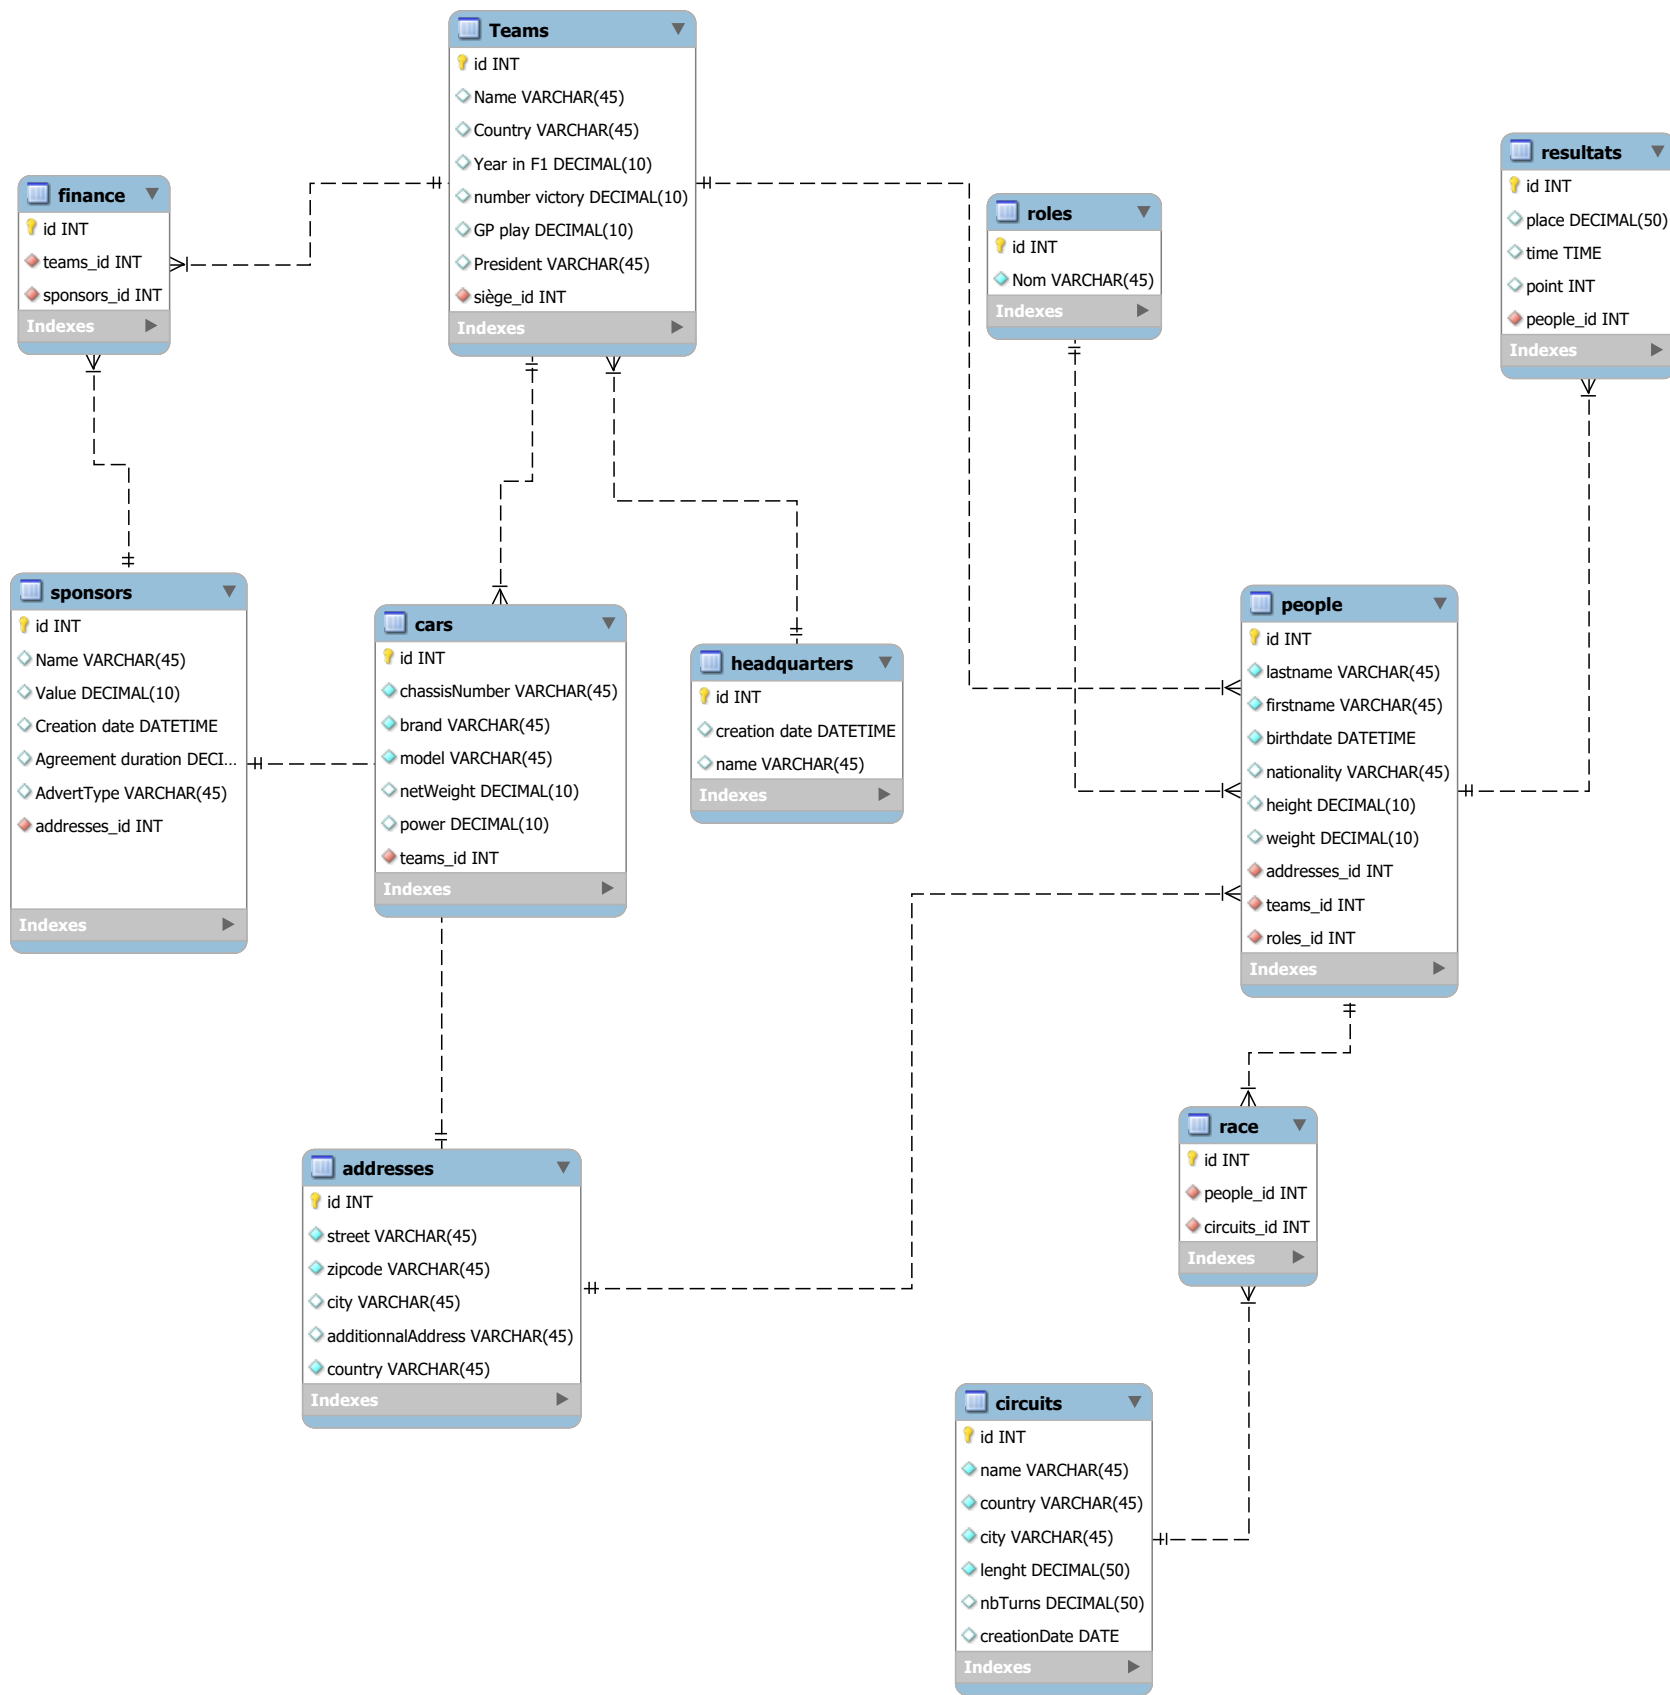 Teams
id INT
Name VARCHAR(45)
Country VARCHAR(45)
Year in F1 DECIMAL(10)
number victory DECIMAL(10)
GP play DECIMAL(10)
President VARCHAR(45)
siège_id INT
Indexes
finance
id INT
teams_id INT
sponsors_id INT
Indexes
roles
id INT
Nom VARCHAR(45)
Indexes
resultats
id INT
place DECIMAL(50)
time TIME
point INT
people_id INT
Indexes
sponsors
id INT
Name VARCHAR(45)
Value DECIMAL(10)
Creation date DATETIME
Agreement duration DECI...
AdvertType VARCHAR(45)
addresses_id INT
Indexes
cars
id INT
chassisNumber VARCHAR(45)
brand VARCHAR(45)
model VARCHAR(45)
netWeight DECIMAL(10)
power DECIMAL(10)
teams_id INT
Indexes
headquarters
id INT
creation date DATETIME
name VARCHAR(45)
Indexes
people
id INT
lastname VARCHAR(45)
firstname VARCHAR(45)
birthdate DATETIME
nationality VARCHAR(45)
height DECIMAL(10)
weight DECIMAL(10)
addresses_id INT
teams_id INT
roles_id INT
Indexes
addresses
id INT
street VARCHAR(45)
zipcode VARCHAR(45)
city VARCHAR(45)
additionnalAddress VARCHAR(45)
country VARCHAR(45)
Indexes
race
id INT
people_id INT
circuits_id INT
Indexes
circuits
id INT
name VARCHAR(45)
country VARCHAR(45)
city VARCHAR(45)
lenght DECIMAL(50)
nbTurns DECIMAL(50)
creationDate DATE
Indexes